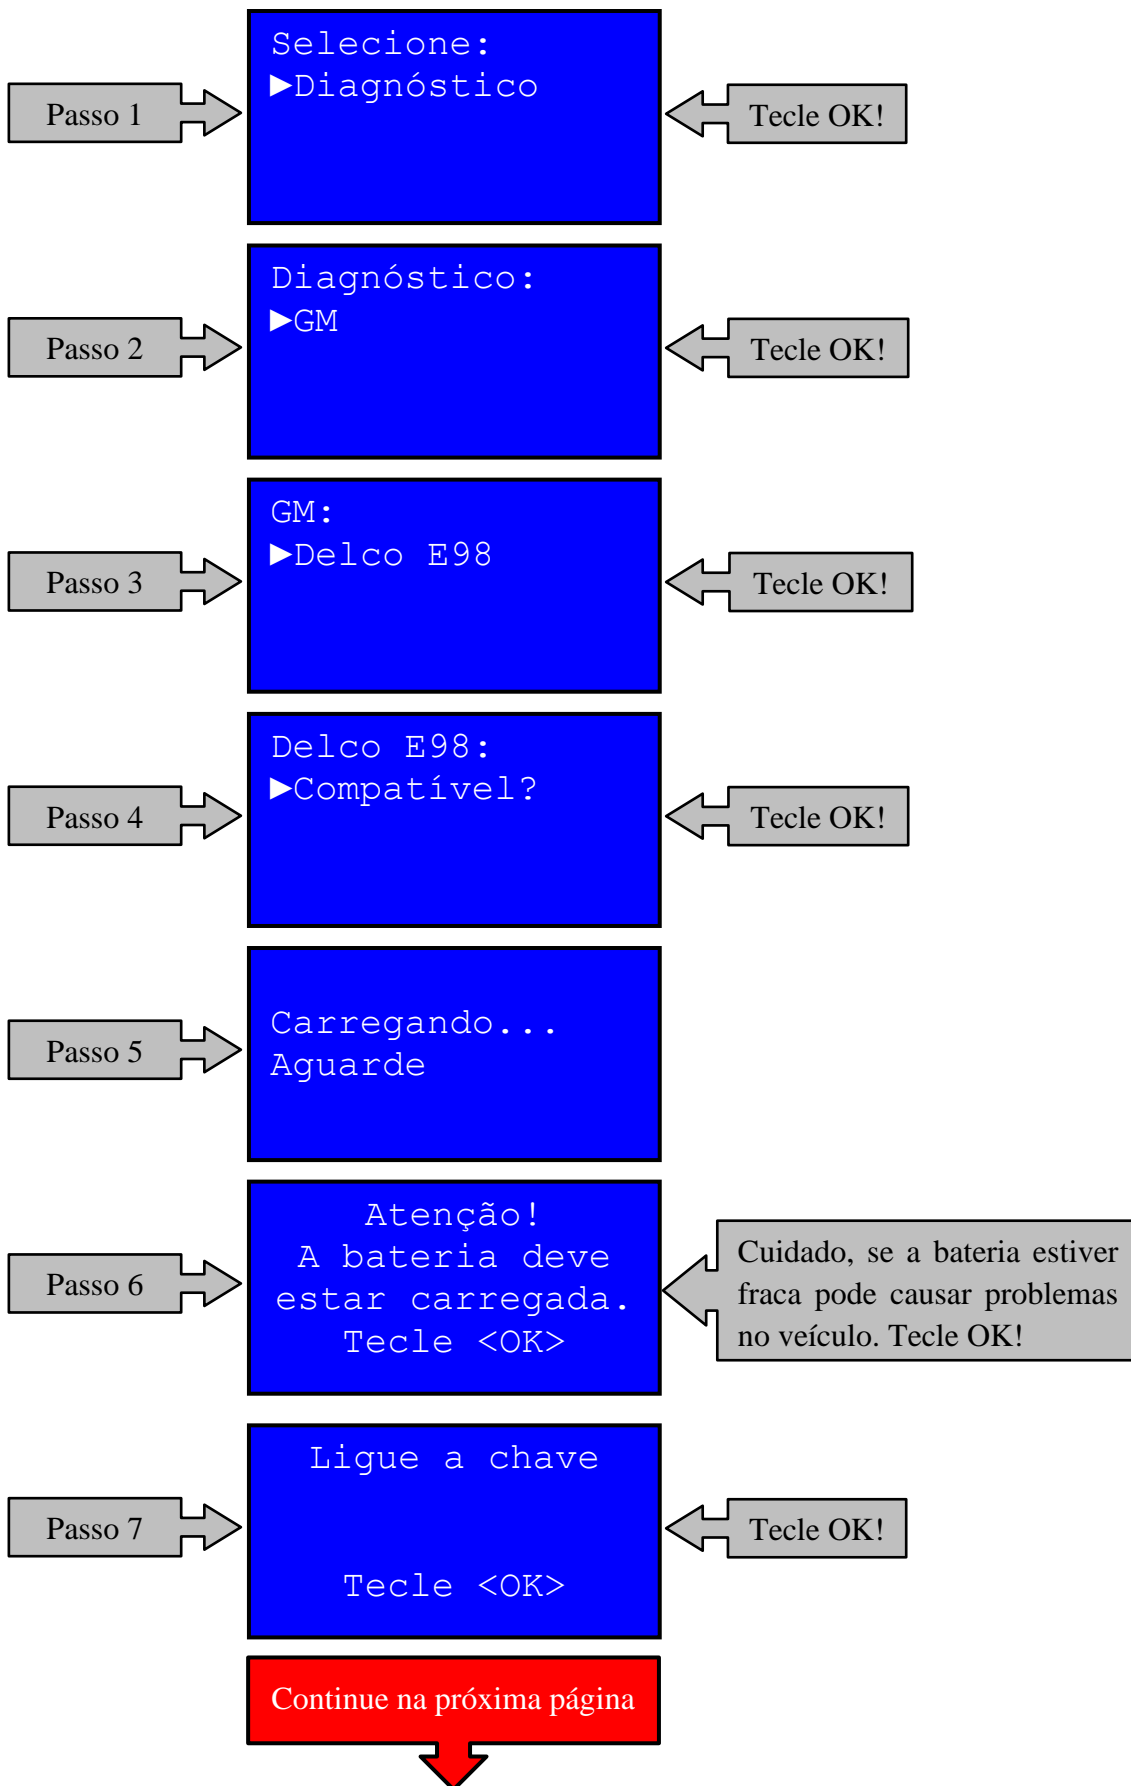 Selecione:
►Diagnóstico
Passo 1
Tecle OK!
Diagnóstico:
►GM
Passo 2
Tecle OK!
GM:
►Delco E98
Passo 3
Tecle OK!
Delco E98:
►Compatível?
Passo 4
Tecle OK!
Carregando...
Aguarde
Passo 5
Atenção!
A bateria deve
estar carregada.
Tecle <OK>
Passo 6
Cuidado, se a bateria estiver
fraca pode causar problemas
no veículo. Tecle OK!
Ligue a chave
Tecle <OK>
Passo 7
Tecle OK!
Continue na próxima página